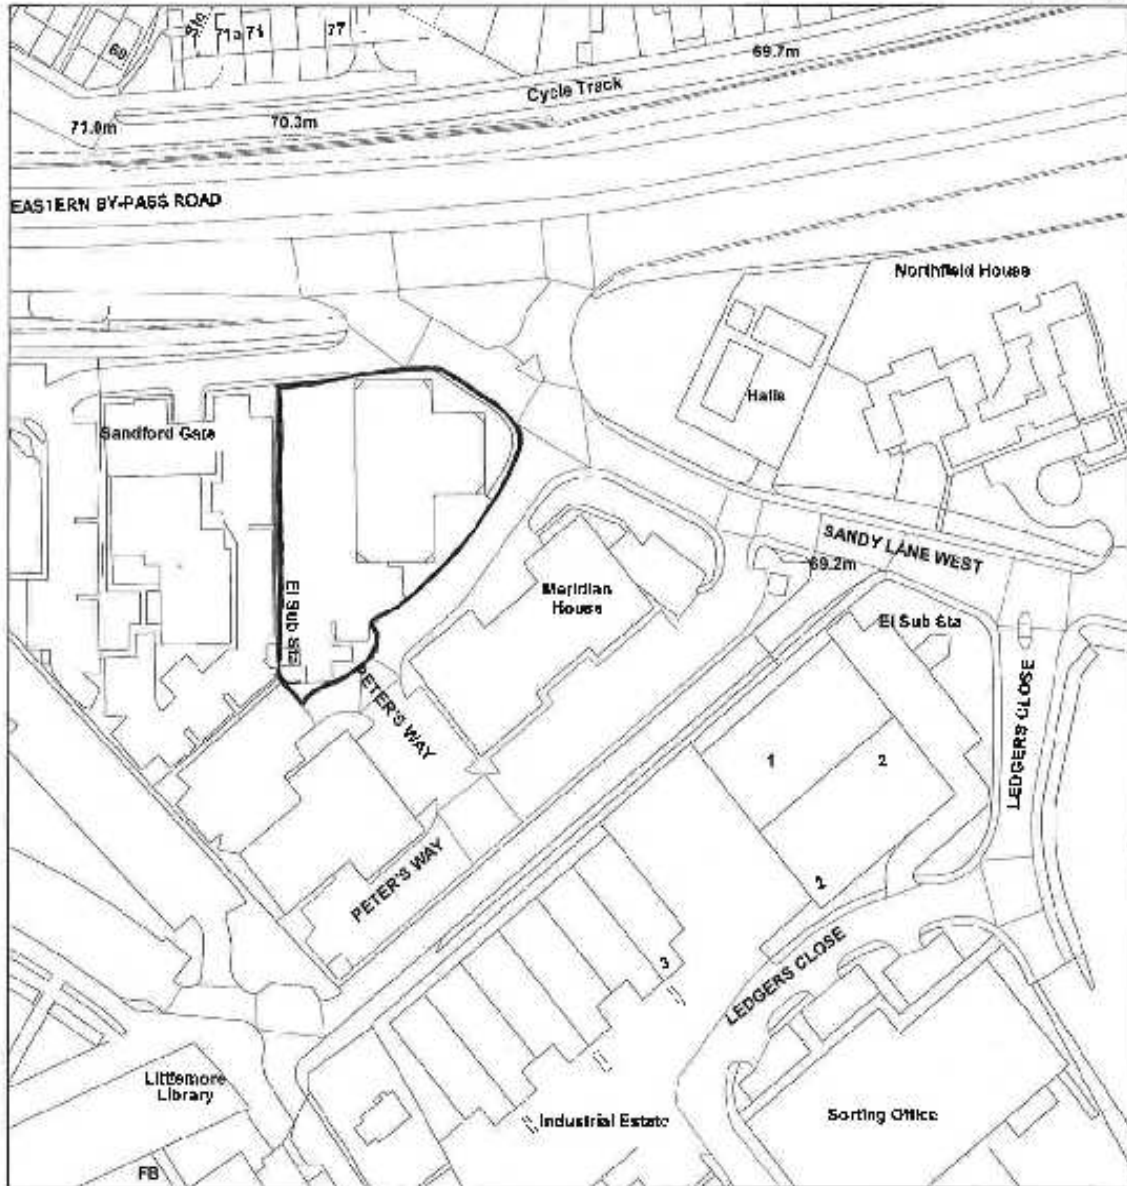 69
71a
71
77
69.7m
Cycle Track
71.0m
70.3m
EASTERN BY-PASS ROAD
Northfield House
Halls
Sandford Gate
SANDY LANE WEST
69.2m
Meridian
House
El Sub Sta
El Sub Sta
PETER'S WAY
LEDGERS CLOSE
1
2
2
PETER'S WAY
3
LEDGERS CLOSE
Littlemore
Library
Industrial Estate
Sorting Office
FB